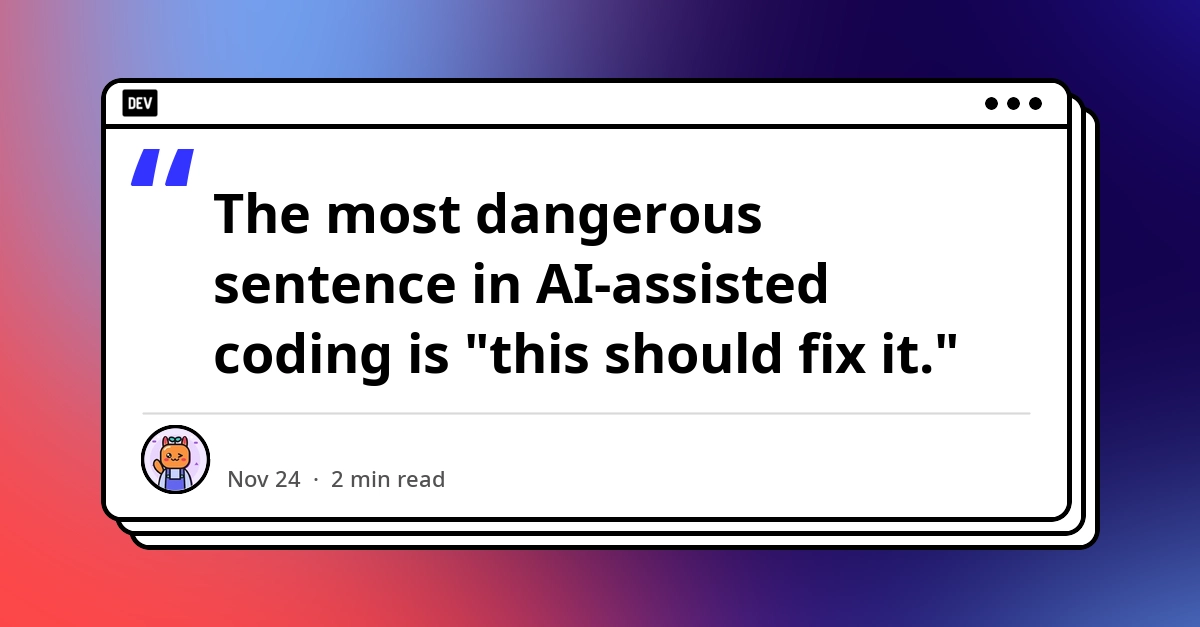 DEV
“
The most dangerous
sentence in AI-assisted
coding is "this should fix it."
Nov 24 · 2 min read